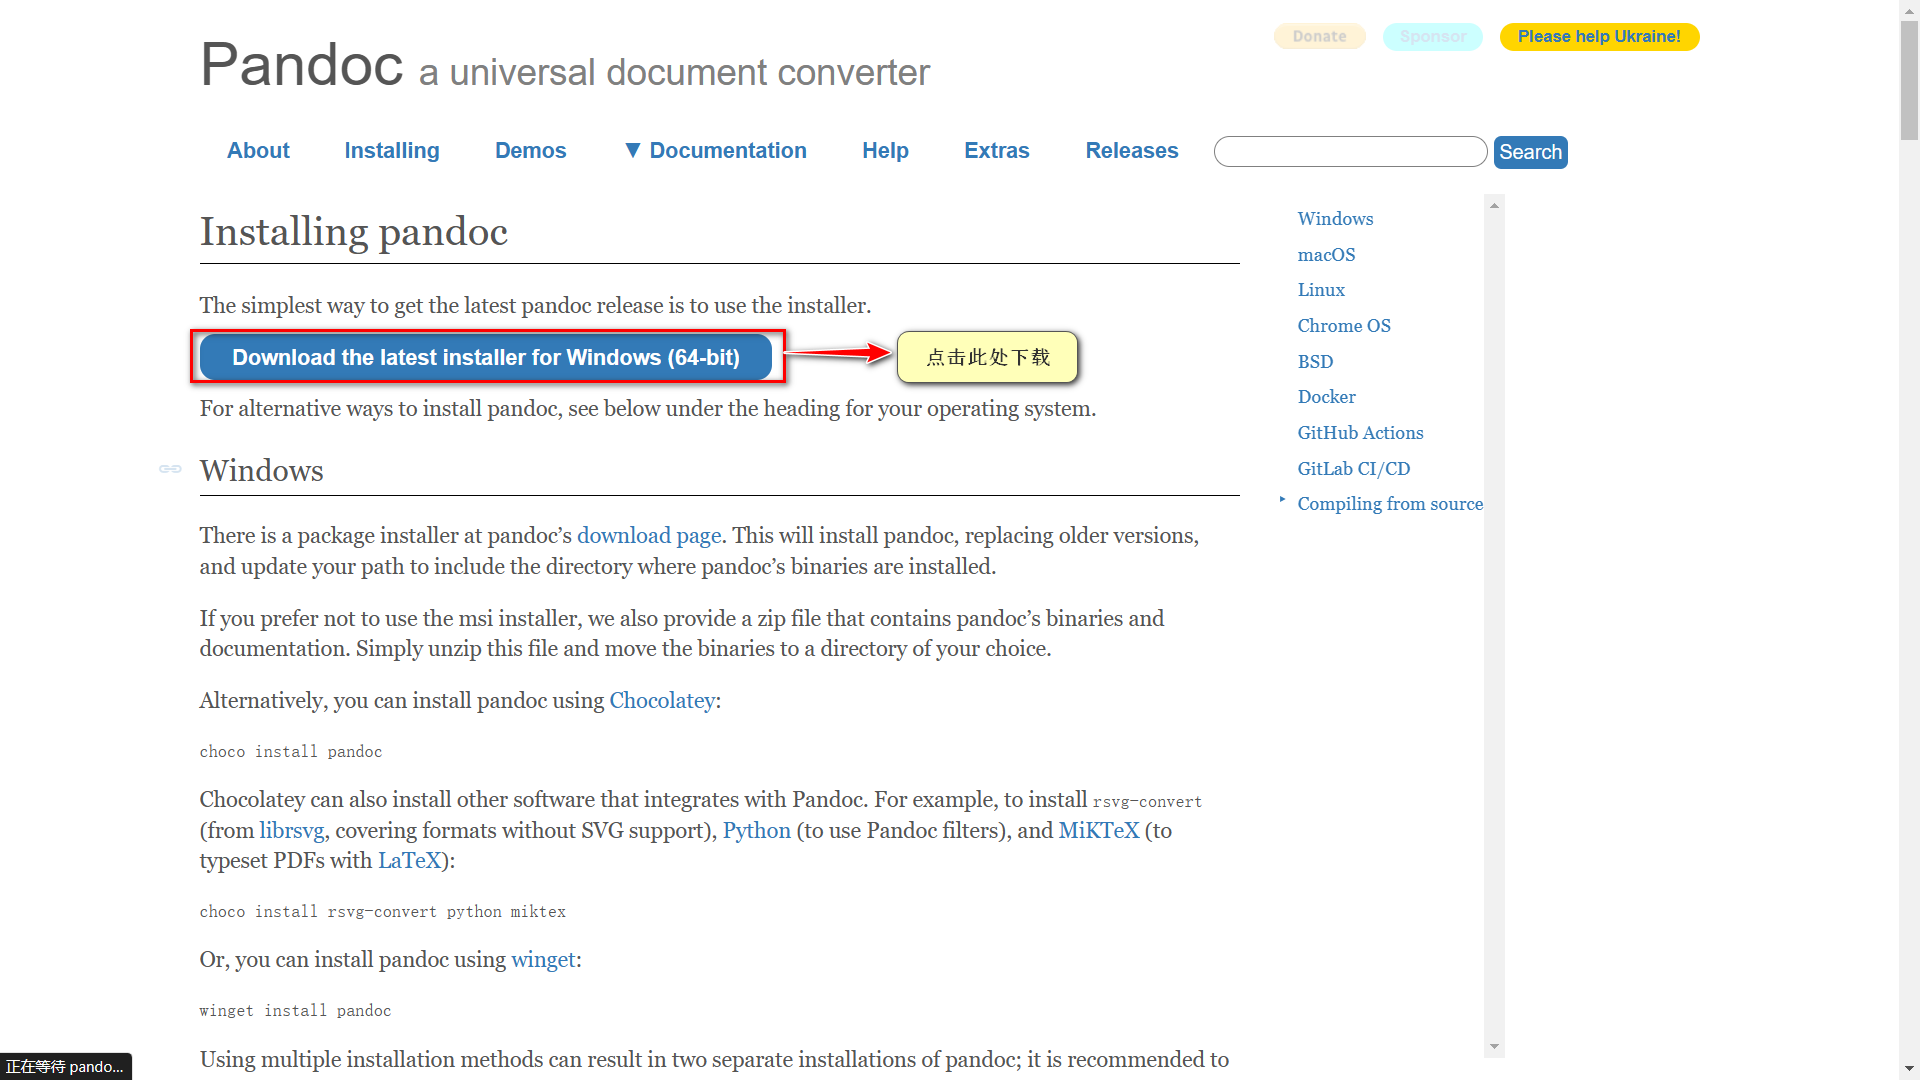 Donate Sponsor Please help Ukraine!
Pandoc a universal document converter
About Installing Demos ▼ Documentation Help Extras Releases Search
Installing pandoc
The simplest way to get the latest pandoc release is to use the installer.
Download the latest installer for Windows (64-bit)
点击此处下载
For alternative ways to install pandoc, see below under the heading for your operating system.
Windows
There is a package installer at pandoc’s download page. This will install pandoc, replacing older versions,
and update your path to include the directory where pandoc’s binaries are installed.
If you prefer not to use the msi installer, we also provide a zip file that contains pandoc’s binaries and
documentation. Simply unzip this file and move the binaries to a directory of your choice.
Alternatively, you can install pandoc using Chocolatey:
choco install pandoc
Chocolatey can also install other software that integrates with Pandoc. For example, to install rsvg-convert
(from librsvg, covering formats without SVG support), Python (to use Pandoc filters), and MiKTeX (to
typeset PDFs with LaTeX):
choco install rsvg-convert python miktex
Or, you can install pandoc using winget:
winget install pandoc
Using multiple installation methods can result in two separate installations of pandoc; it is recommended to
Windows
macOS
Linux
Chrome OS
BSD
Docker
GitHub Actions
GitLab CI/CD
Compiling from source
正在等待 pando...